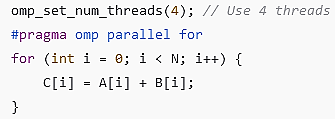 omp_set_num_threads(4); // Use 4 threads
#pragma omp parallel for
for (int i = 0; i < N; i++) {
    C[i] = A[i] + B[i];
}